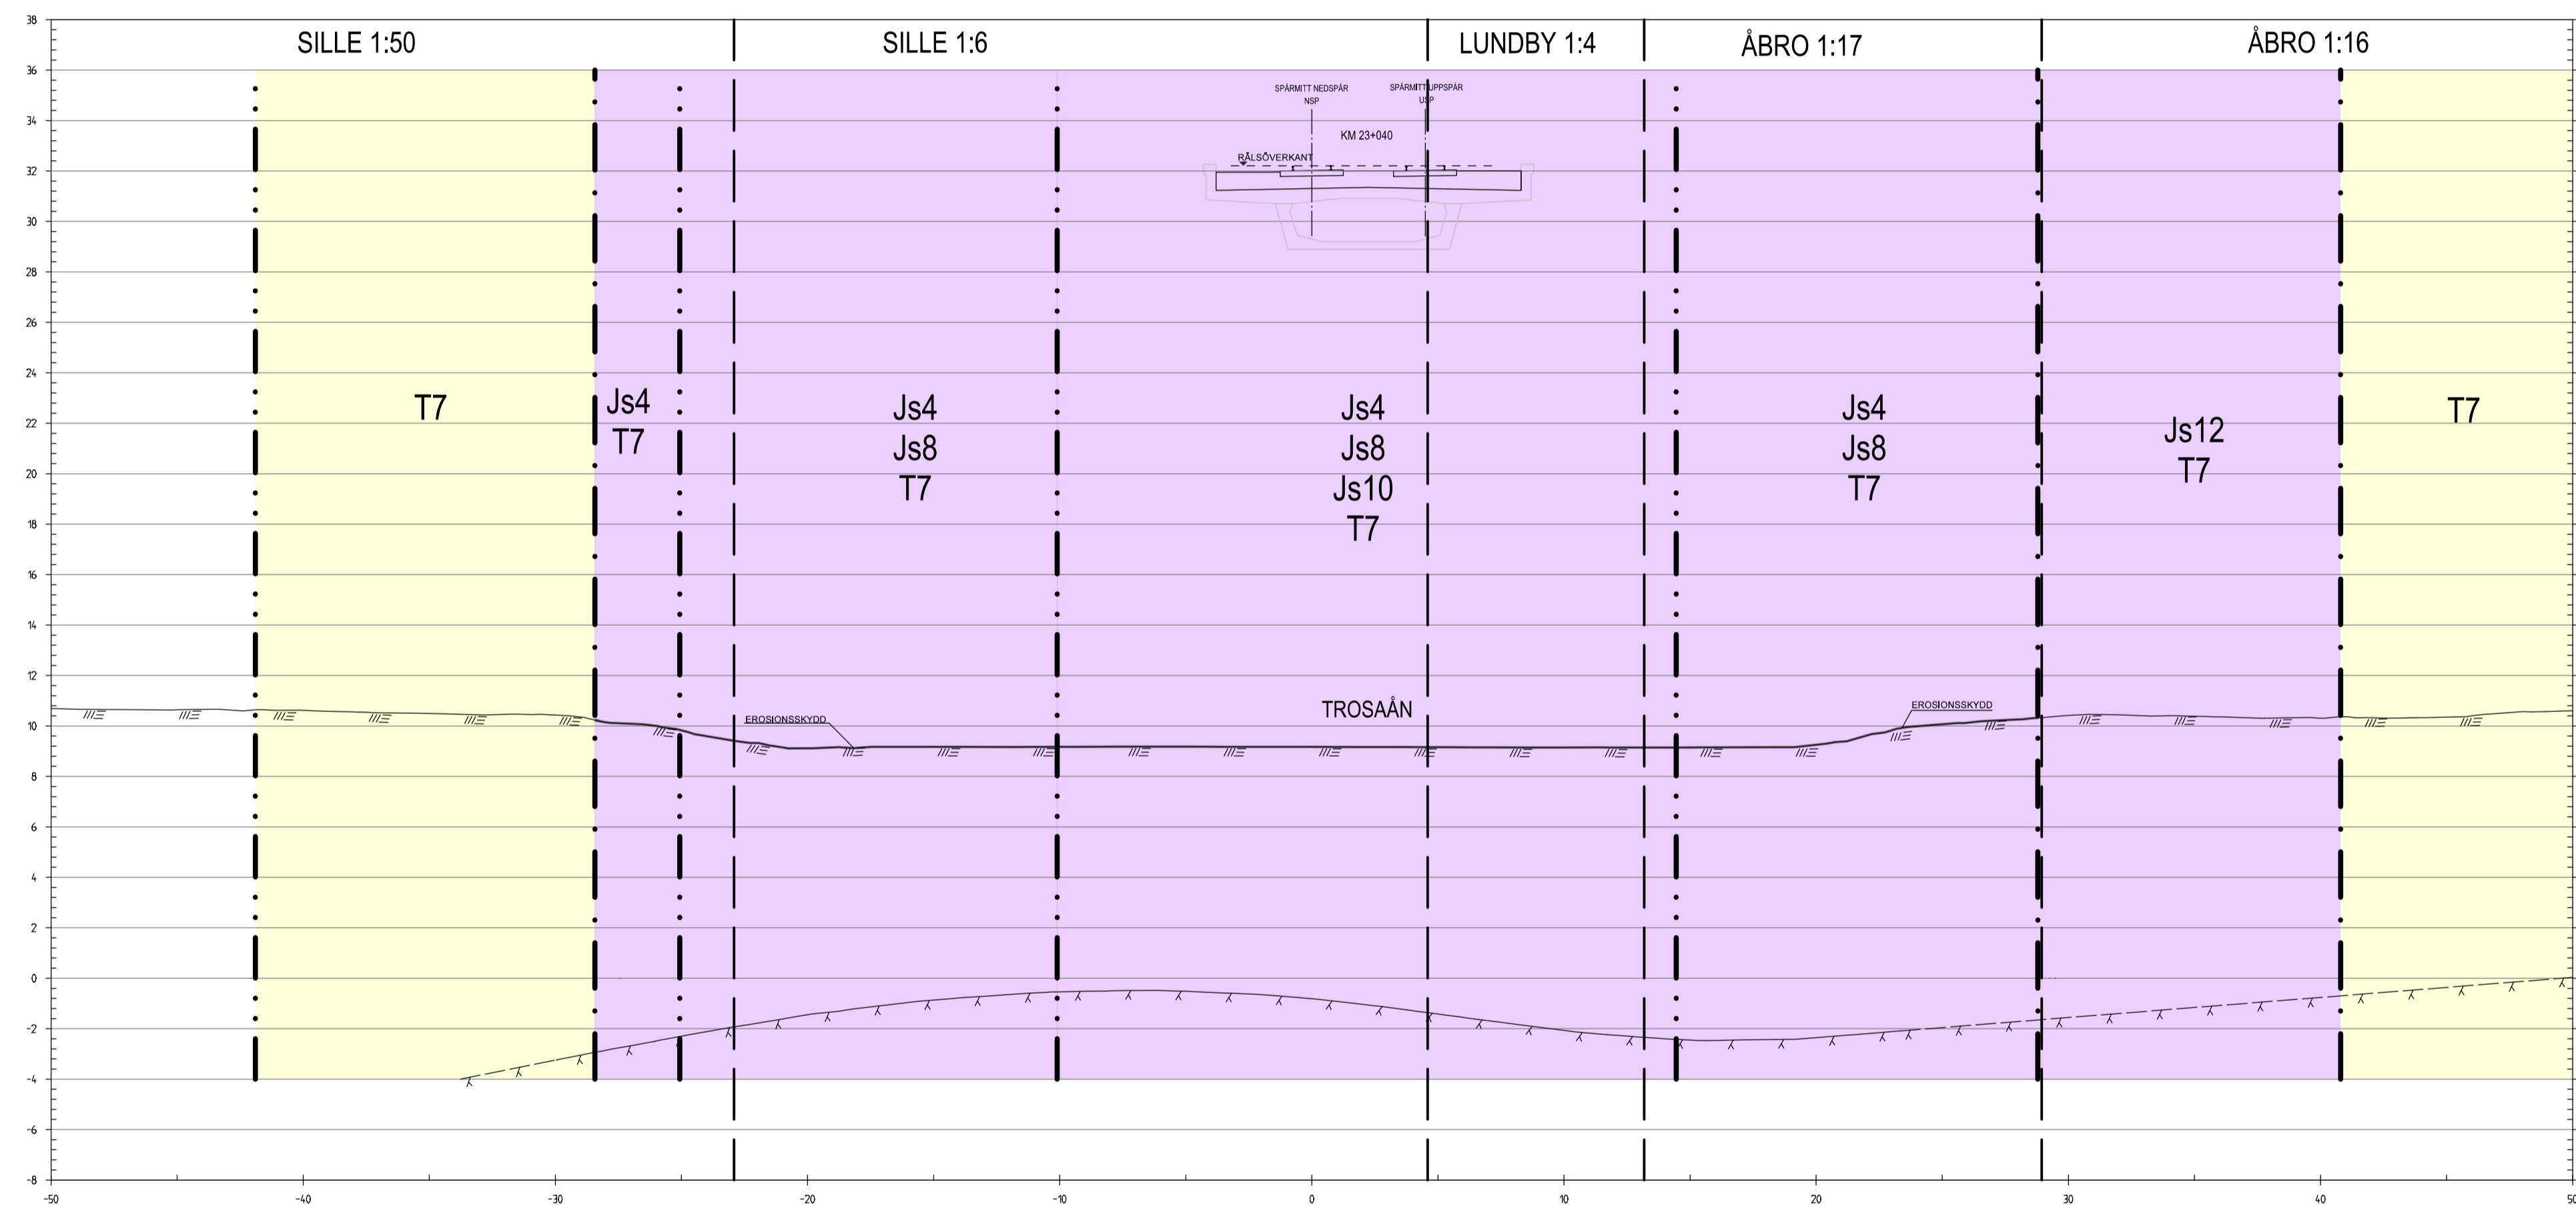 38
SILLE 1:50
SILLE 1:6
LUNDBY 1:4
ÅBRO 1:17
ÅBRO 1:16
36
SPÅRMITT NEDSPÅR
NSP
SPÅRMITT UPPSPÅR
USP
34
KM 23+040
RÄLSÖVERKANT
32
30
28
26
24
T7
Js4
T7
Js4
Js8
T7
Js4
Js8
Js10
T7
Js4
Js8
T7
Js12
T7
T7
22
20
18
16
14
12
TROSAÅN
EROSIONSSKYDD
EROSIONSSKYDD
10
8
6
4
2
0
-2
-4
-6
-8
-50
-40
-30
-20
-10
0
10
20
30
40
50